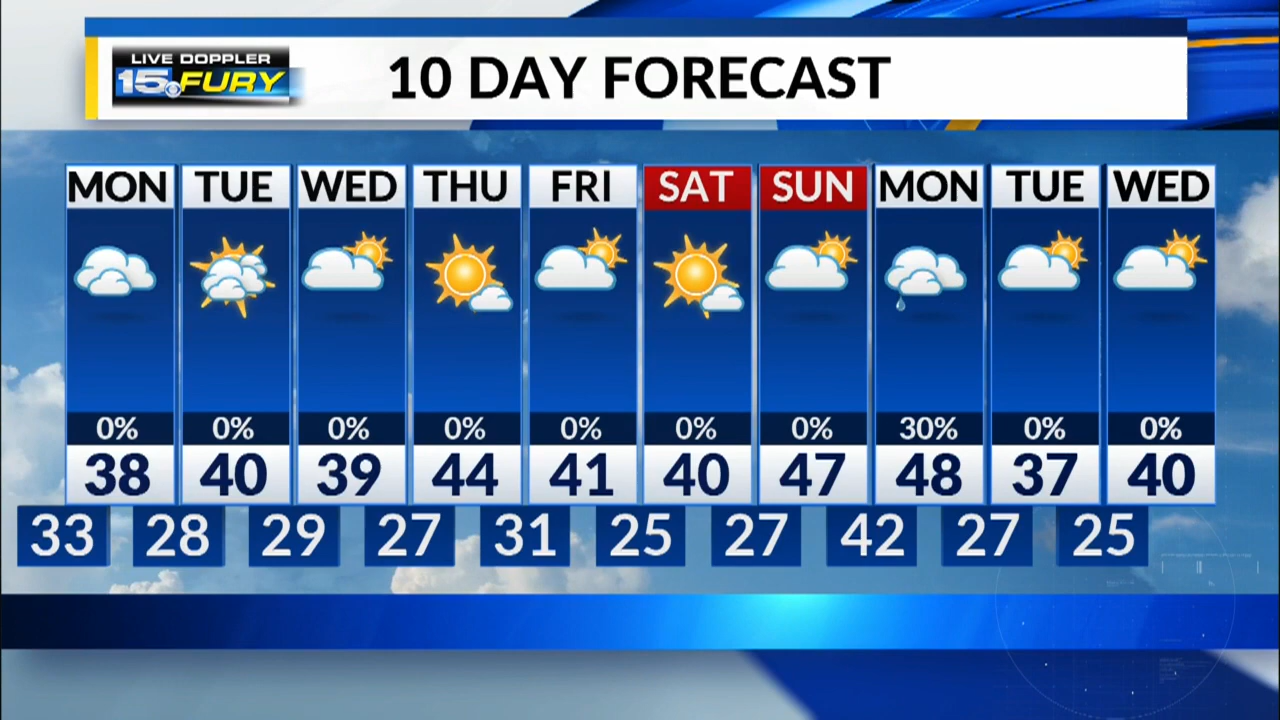 LIVE DOPPLER
15 FURY
10 DAY FORECAST
MON TUE WED THU FRI SAT SUN MON TUE WED
0% 0% 0% 0% 0% 0% 0% 30% 0% 0%
38 40 39 44 41 40 47 48 37 40
33 28 29 27 31 25 27 42 27 25